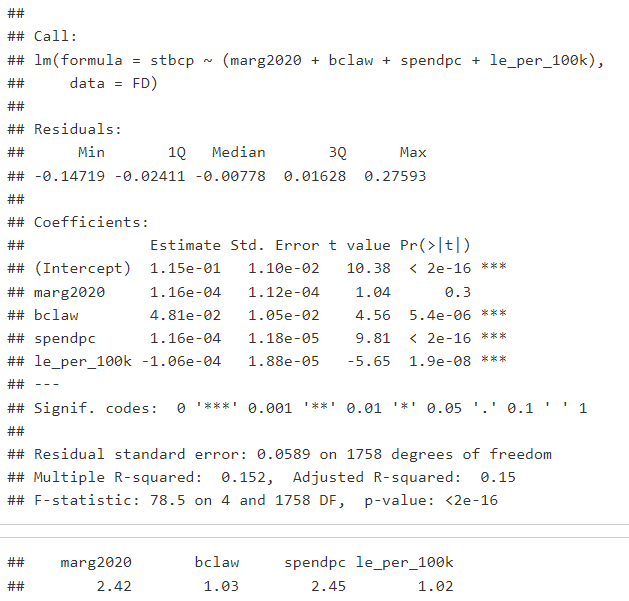 ##
## Call:
## lm(formula = stbcp ~ (marg2020 + bclaw + spendpc + le_per_100k),
##     data = FD)
##
## Residuals:
##      Min       1Q   Median       3Q      Max
## -0.14719 -0.02411 -0.00778  0.01628  0.27593
##
## Coefficients:
##              Estimate Std. Error t value Pr(>|t|)
## (Intercept)  1.15e-01   1.10e-02   10.38  < 2e-16 ***
## marg2020     1.16e-04   1.12e-04    1.04      0.3
## bclaw        4.81e-02   1.05e-02    4.56  5.4e-06 ***
## spendpc      1.16e-04   1.18e-05    9.81  < 2e-16 ***
## le_per_100k -1.06e-04   1.88e-05   -5.65  1.9e-08 ***
## ---
## Signif. codes:  0 '***' 0.001 '**' 0.01 '*' 0.05 '.' 0.1 ' ' 1
##
## Residual standard error: 0.0589 on 1758 degrees of freedom
## Multiple R-squared:  0.152,  Adjusted R-squared:  0.15
## F-statistic: 78.5 on 4 and 1758 DF,  p-value: <2e-16
##    marg2020       bclaw     spendpc le_per_100k
##        2.42        1.03        2.45        1.02